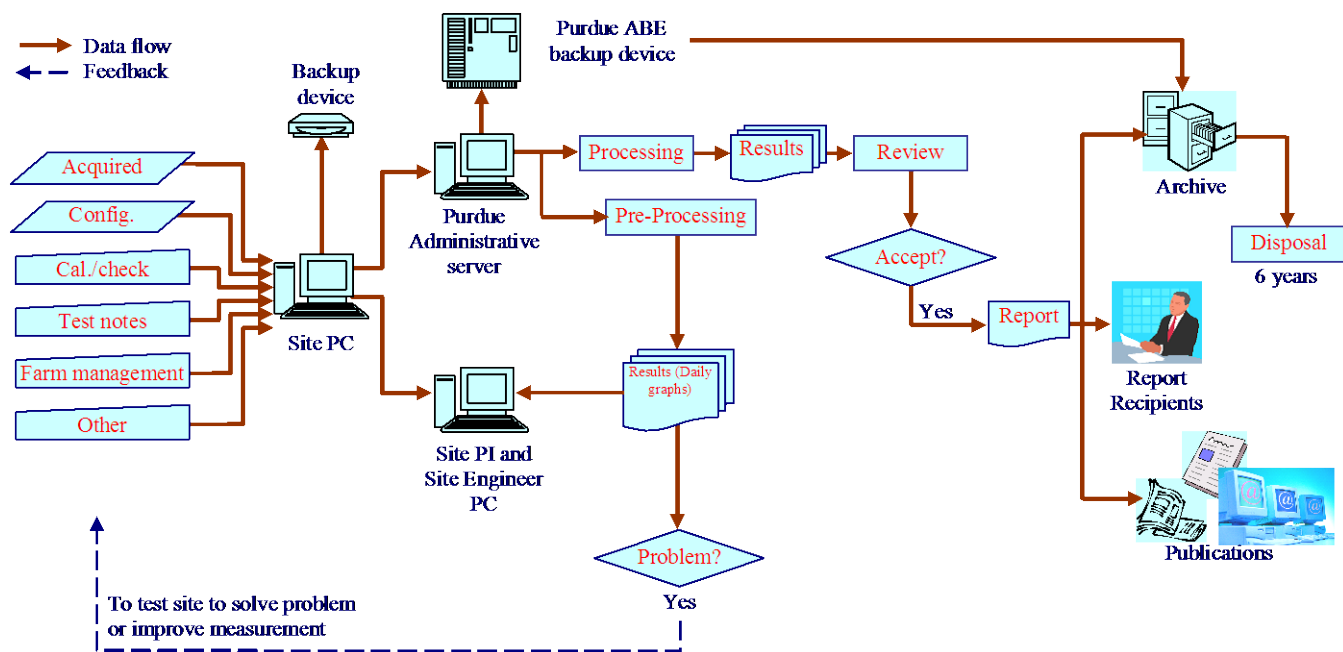 Data flow
Feedback
Backup
device
Purdue ABE
backup device
Acquired
Config.
Cal./check
Test notes
Farm management
Other
Site PC
Purdue
Administrative
server
Processing
Results
Review
Pre-Processing
Accept?
Yes
Report
Archive
Disposal
6 years
Report
Recipients
Publications
Results (Daily
graphs)
Site PI and
Site Engineer
PC
Problem?
Yes
To test site to solve problem
or improve measurement
@
@
@